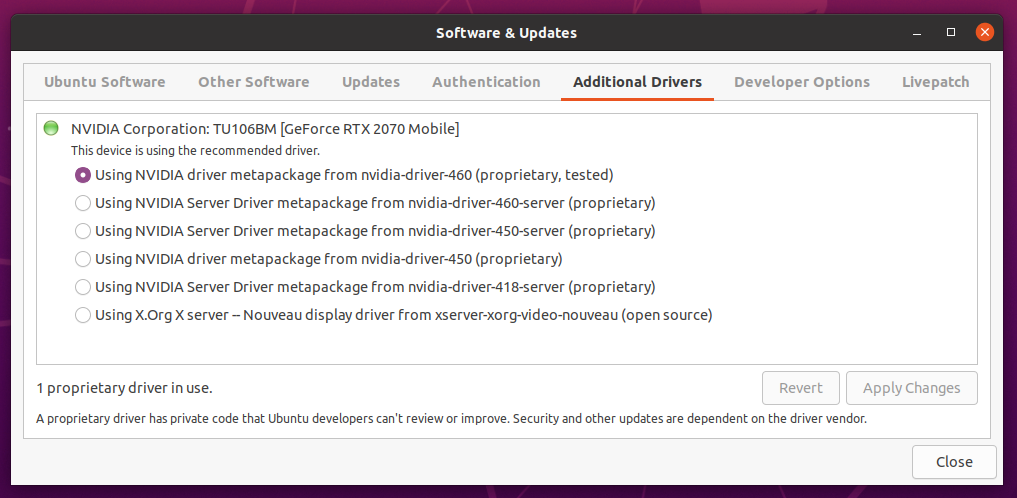 Software & Updates
Ubuntu Software Other Software Updates Authentication Additional Drivers Developer Options Livepatch
NVIDIA Corporation: TU106BM [GeForce RTX 2070 Mobile]
This device is using the recommended driver.
Using NVIDIA driver metapackage from nvidia-driver-460 (proprietary, tested)
Using NVIDIA Server Driver metapackage from nvidia-driver-460-server (proprietary)
Using NVIDIA Server Driver metapackage from nvidia-driver-450-server (proprietary)
Using NVIDIA driver metapackage from nvidia-driver-450 (proprietary)
Using NVIDIA Server Driver metapackage from nvidia-driver-418-server (proprietary)
Using X.Org X server -- Nouveau display driver from xserver-xorg-video-nouveau (open source)
1 proprietary driver in use.
Revert Apply Changes
A proprietary driver has private code that Ubuntu developers can't review or improve. Security and other updates are dependent on the driver vendor.
Close